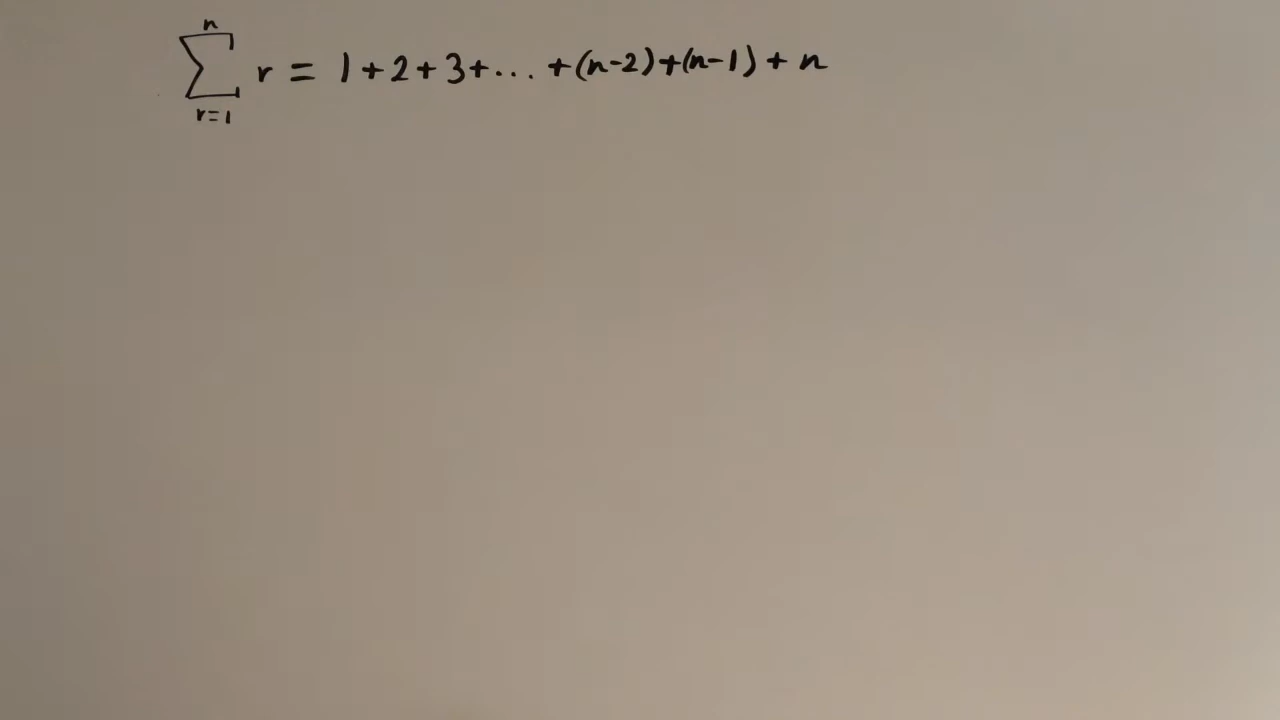 n
∑ r = 1+2+3+... +(n-2)+(n-1)+n
r=1